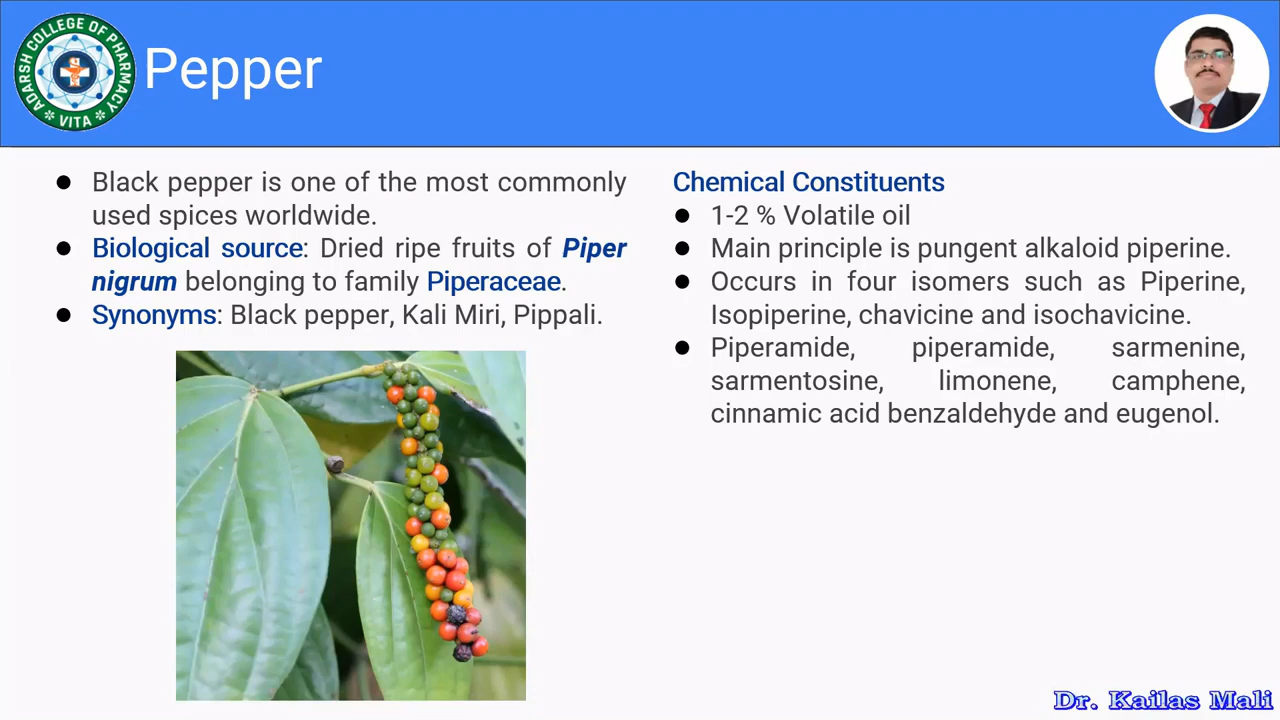 ADARSH COLLEGE OF PHARMACY
VITA
Pepper
● Black pepper is one of the most commonly
used spices worldwide.
● Biological source: Dried ripe fruits of Piper
nigrum belonging to family Piperaceae.
● Synonyms: Black pepper, Kali Miri, Pippali.
Chemical Constituents
● 1-2 % Volatile oil
● Main principle is pungent alkaloid piperine.
● Occurs in four isomers such as Piperine,
Isopiperine, chavicine and isochavicine.
● Piperamide, piperamide, sarmenine,
sarmentosine, limonene, camphene,
cinnamic acid benzaldehyde and eugenol.
Dr. Kailas Mali